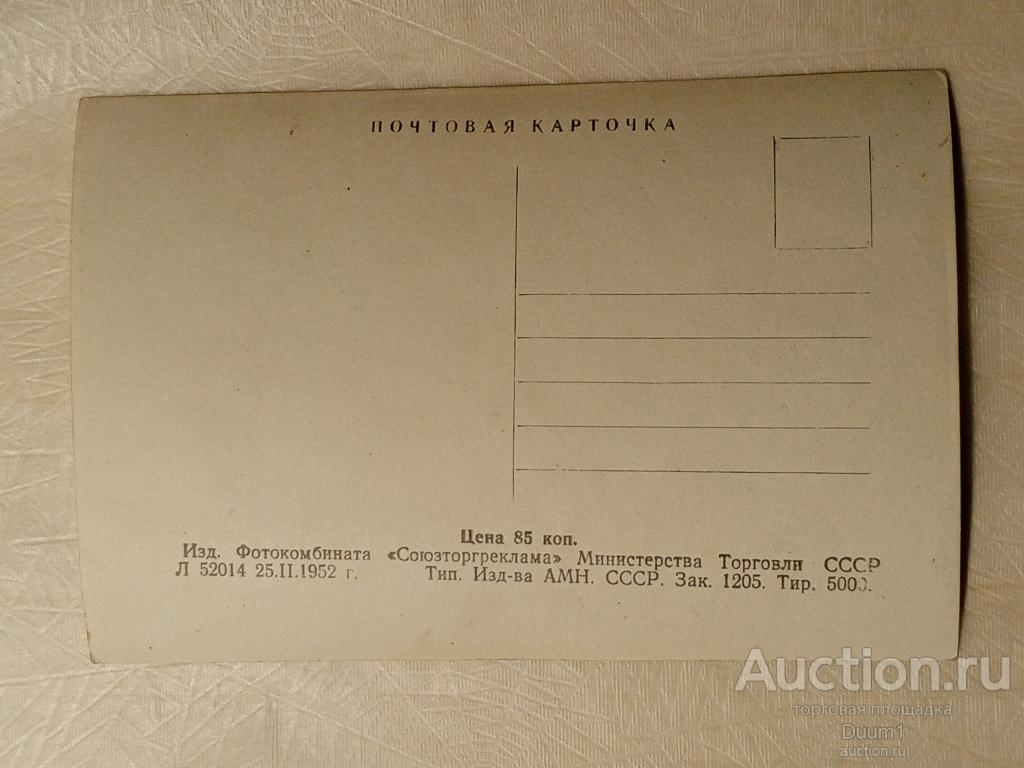 ПОЧТОВАЯ КАРТОЧКА
Цена 85 коп.
Изд. Фотокомбината «Союзторгреклама» Министерства Торговли СССР
Л 52014 25.II.1952 г. Тип. Изд-ва АМН. СССР. Зак. 1205. Тир. 5000.
Auction.ru
торговая площадка
Duum1
auction.ru